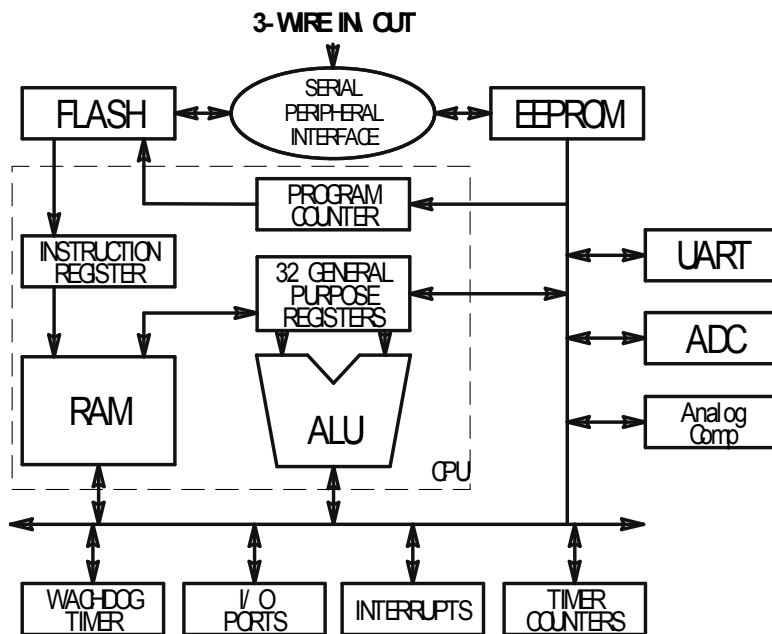 3-WIRE IN\ OUT
SERIAL
PERIPHERAL
INTERFACE
FLASH
EEPROM
PROGRAM
COUNTER
INSTRUCTION
REGISTER
32 GENERAL
PURPOSE
REGISTERS
UART
ADC
RAM
ALU
Analog
Comp
CPU
WACHDOG
TIMER
I/O
PORTS
INTERRUPTS
TIMER
COUNTERS